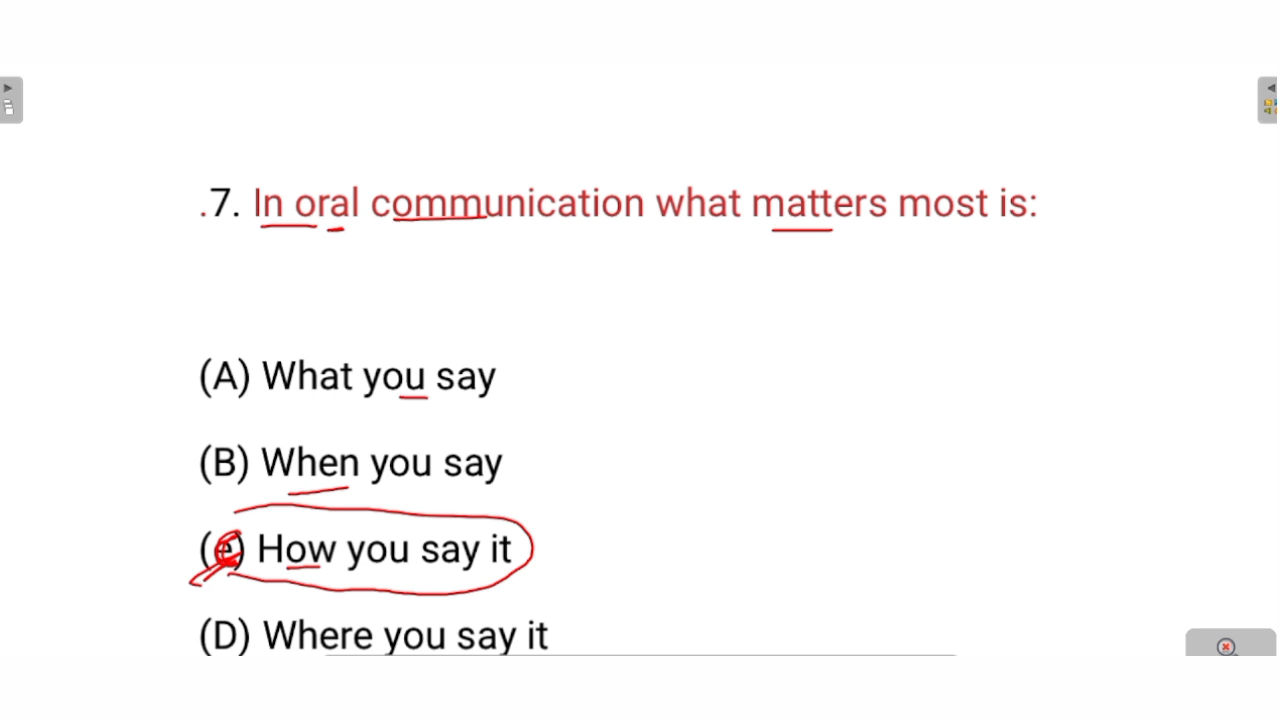 .7. In oral communication what matters most is:
(A) What you say
(B) When you say
(e) How you say it
(D) Where you say it